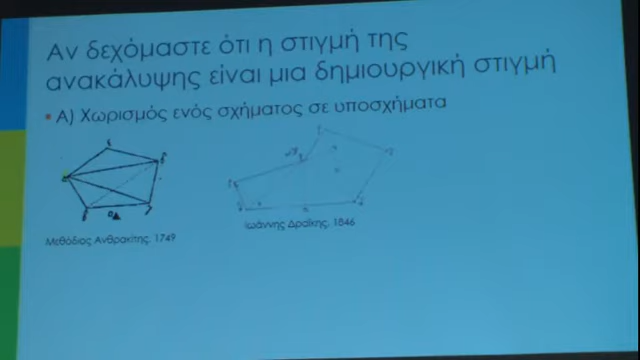 Αν δεχόμαστε ότι η στιγμή της
ανακάλυψης είναι μια δημιουργική στιγμή
Α) Χωρισμός ενός σχήματος σε υποσχήματα
Μεθόδιος Ανθρακίτης, 1749
Ιωάννης Δραίκης, 1846